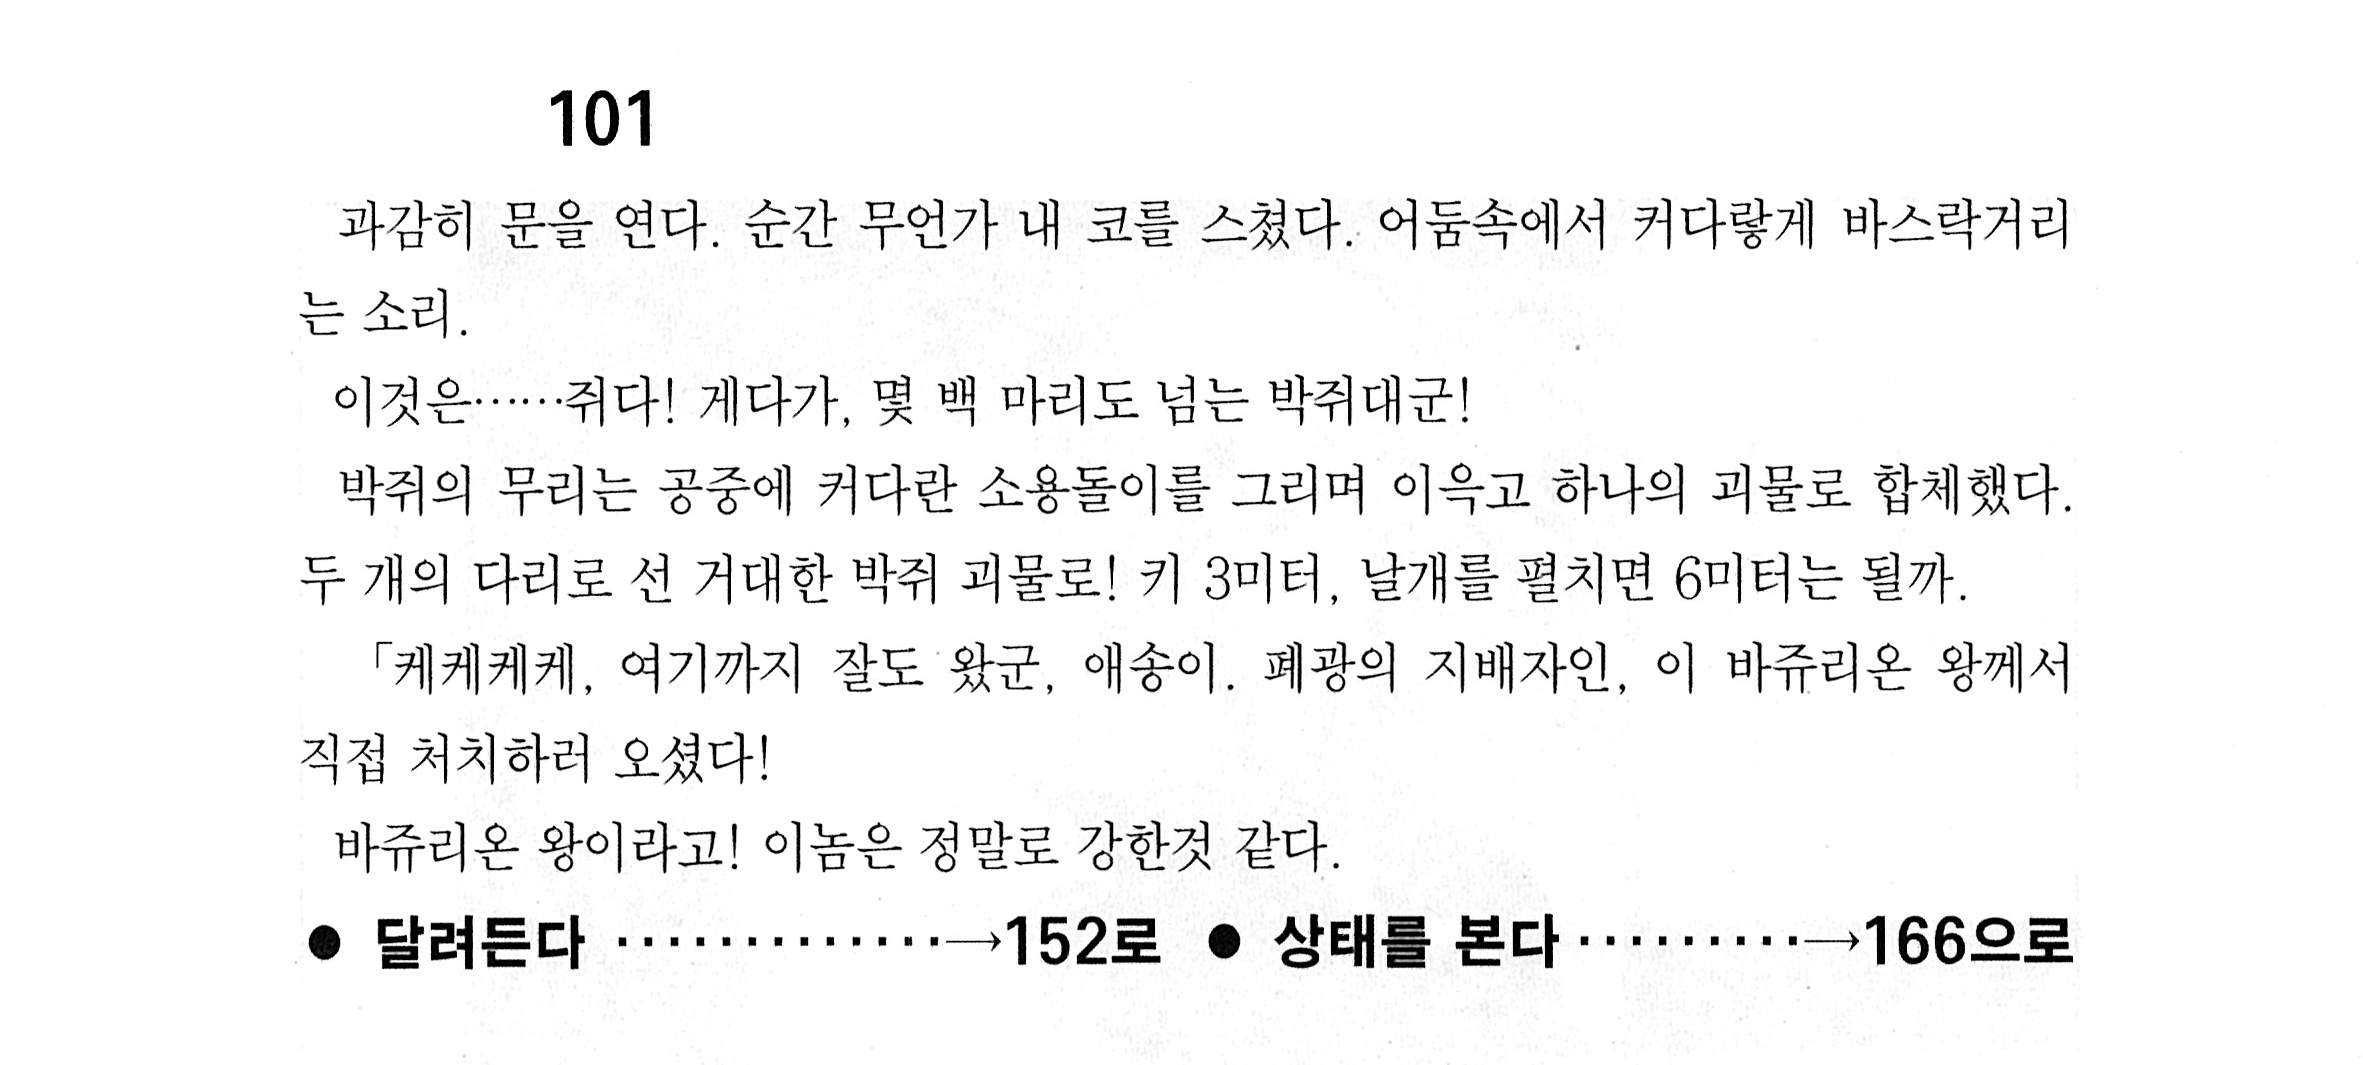 101
과감히 문을 연다. 순간 무언가 내 코를 스쳤다. 어둠속에서 커다랗게 바스락거리
는 소리.
이것은……쥐다! 게다가, 몇 백 마리도 넘는 박쥐대군!
박쥐의 무리는 공중에 커다란 소용돌이를 그리며 이윽고 하나의 괴물로 합체했다.
두 개의 다리로 선 거대한 박쥐 괴물로! 키 3미터, 날개를 펼치면 6미터는 될까.
「케케케케, 여기까지 잘도 왔군, 애송이. 폐광의 지배자인, 이 바쥬리온 왕께서
직접 처치하러 오셨다!
바쥬리온 왕이라고! 이놈은 정말로 강한것 같다.
● 달려든다 ·············→152로 ● 상태를 본다 ·········→166으로